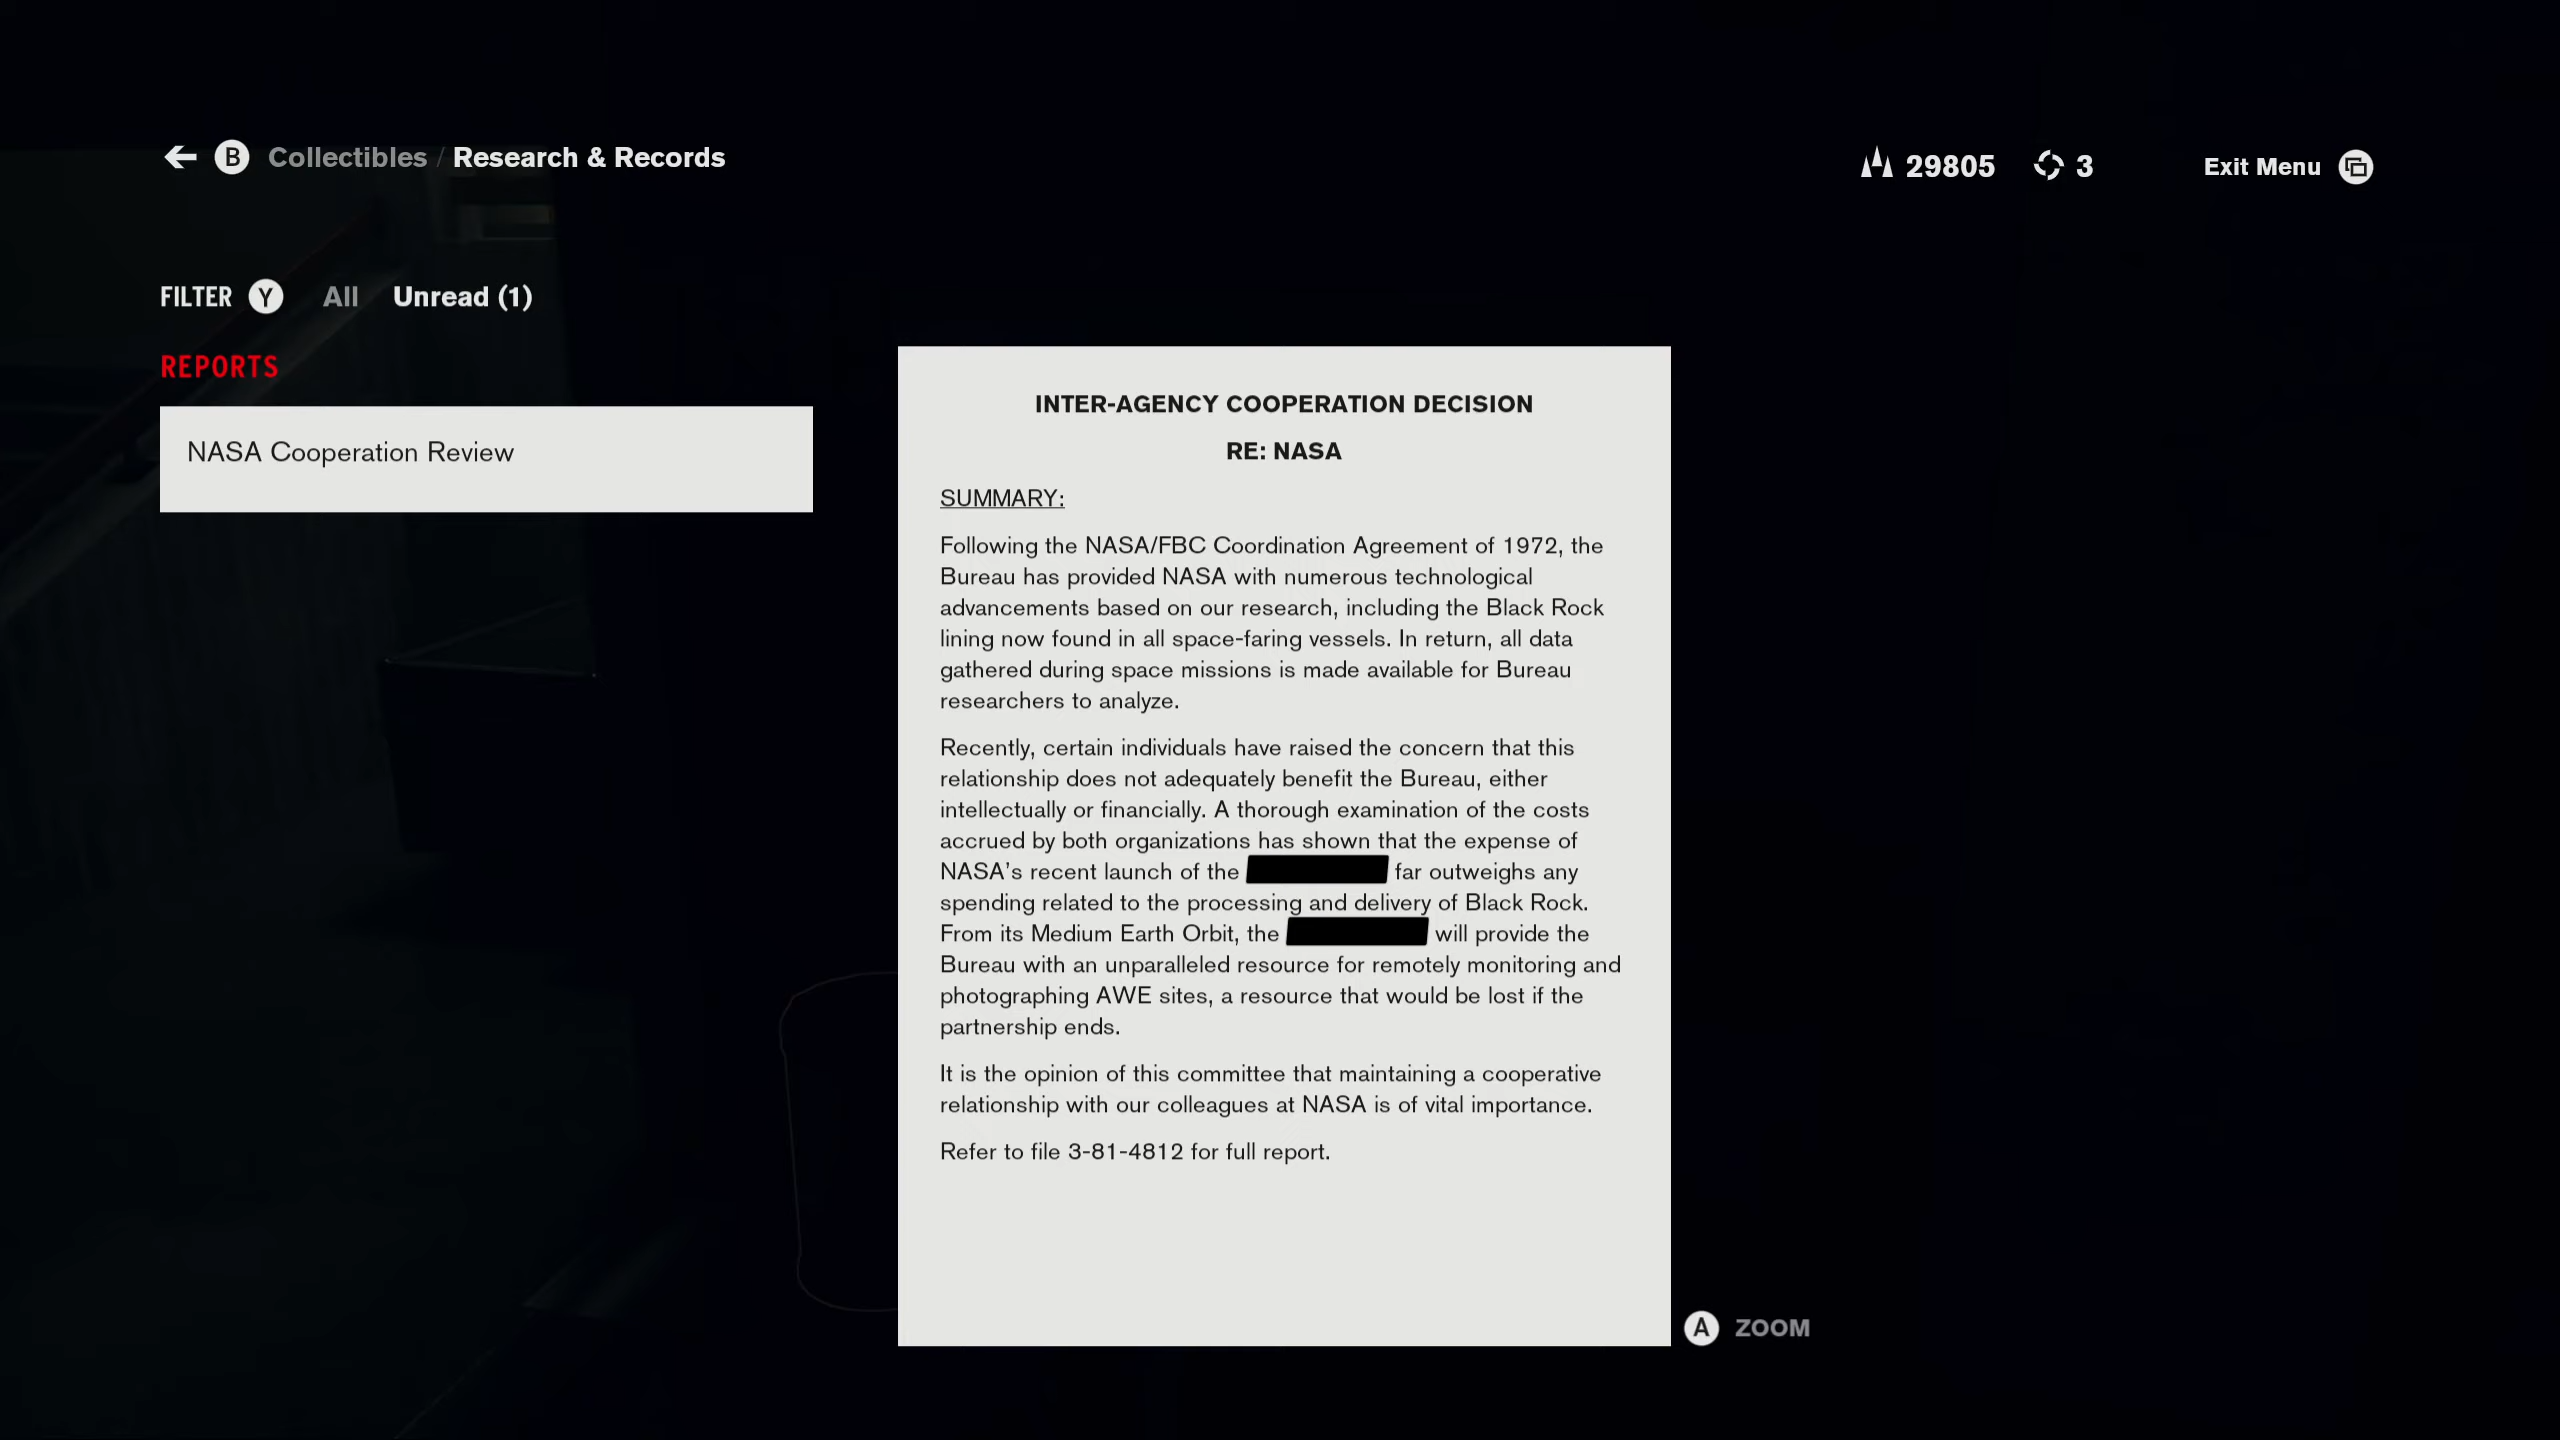 B Collectibles / Research & Records
29805 3 Exit Menu
FILTER Y All Unread (1)
REPORTS
NASA Cooperation Review
INTER-AGENCY COOPERATION DECISION
RE: NASA
SUMMARY:
Following the NASA/FBC Coordination Agreement of 1972, the
Bureau has provided NASA with numerous technological
advancements based on our research, including the Black Rock
lining now found in all space-faring vessels. In return, all data
gathered during space missions is made available for Bureau
researchers to analyze.
Recently, certain individuals have raised the concern that this
relationship does not adequately benefit the Bureau, either
intellectually or financially. A thorough examination of the costs
accrued by both organizations has shown that the expense of
NASA's recent launch of the far outweighs any
spending related to the processing and delivery of Black Rock.
From its Medium Earth Orbit, the will provide the
Bureau with an unparalleled resource for remotely monitoring and
photographing AWE sites, a resource that would be lost if the
partnership ends.
It is the opinion of this committee that maintaining a cooperative
relationship with our colleagues at NASA is of vital importance.
Refer to file 3-81-4812 for full report.
A ZOOM